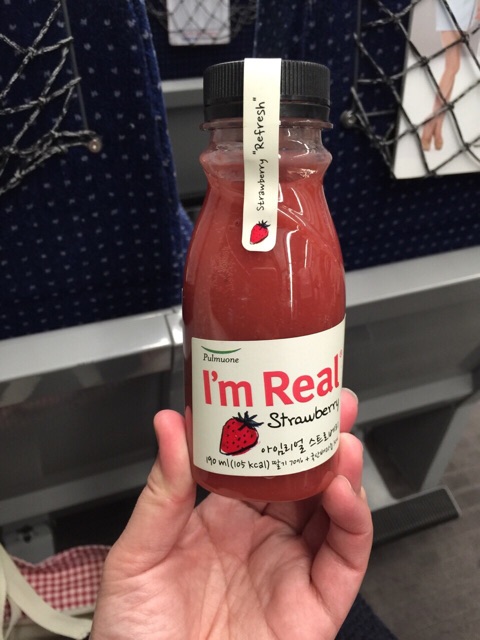 Strawberry "Refresh"
Pulmuone
I'm Real
Strawberry
아임리얼 스트로베리
190 ml (105 kcal) 딸기 70% +